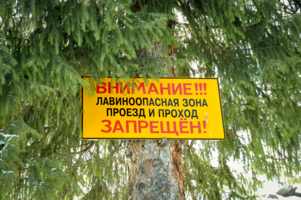 ВНИМАНИЕ!!!
ЛАВИНООПАСНАЯ ЗОНА
ПРОЕЗД И ПРОХОД
ЗАПРЕЩЁН!